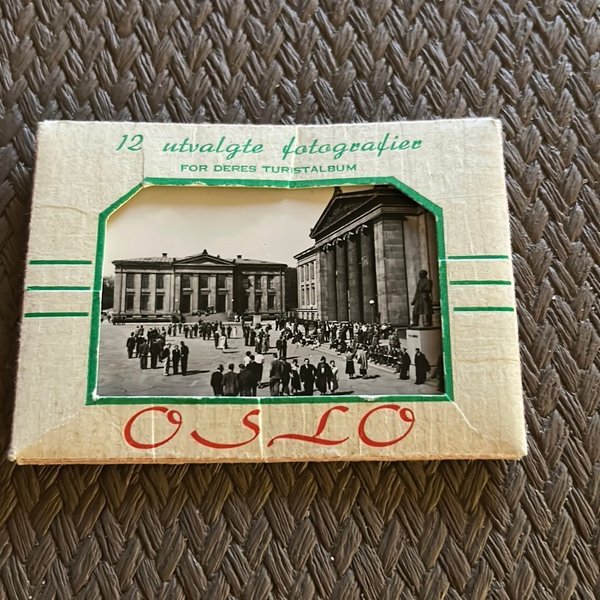 12 utvalgte fotografier
FOR DERES TURISTALBUM
OSLO